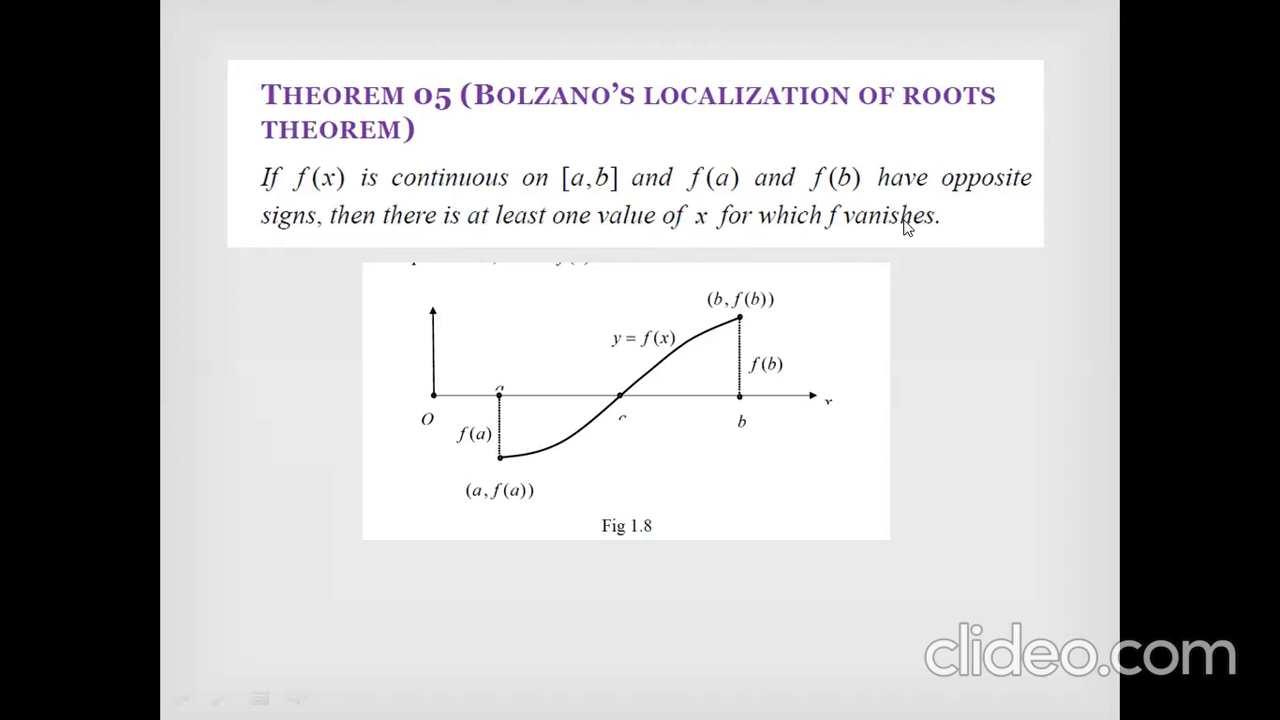 THEOREM 05 (BOLZANO'S LOCALIZATION OF ROOTS
THEOREM)
If f(x) is continuous on [a,b] and f(a) and f(b) have opposite
signs, then there is at least one value of x for which f vanishes.
(b, f(b))
y = f(x)
f(b)
a
x
O
c
b
f(a)
(a, f(a))
Fig 1.8
clideo.com